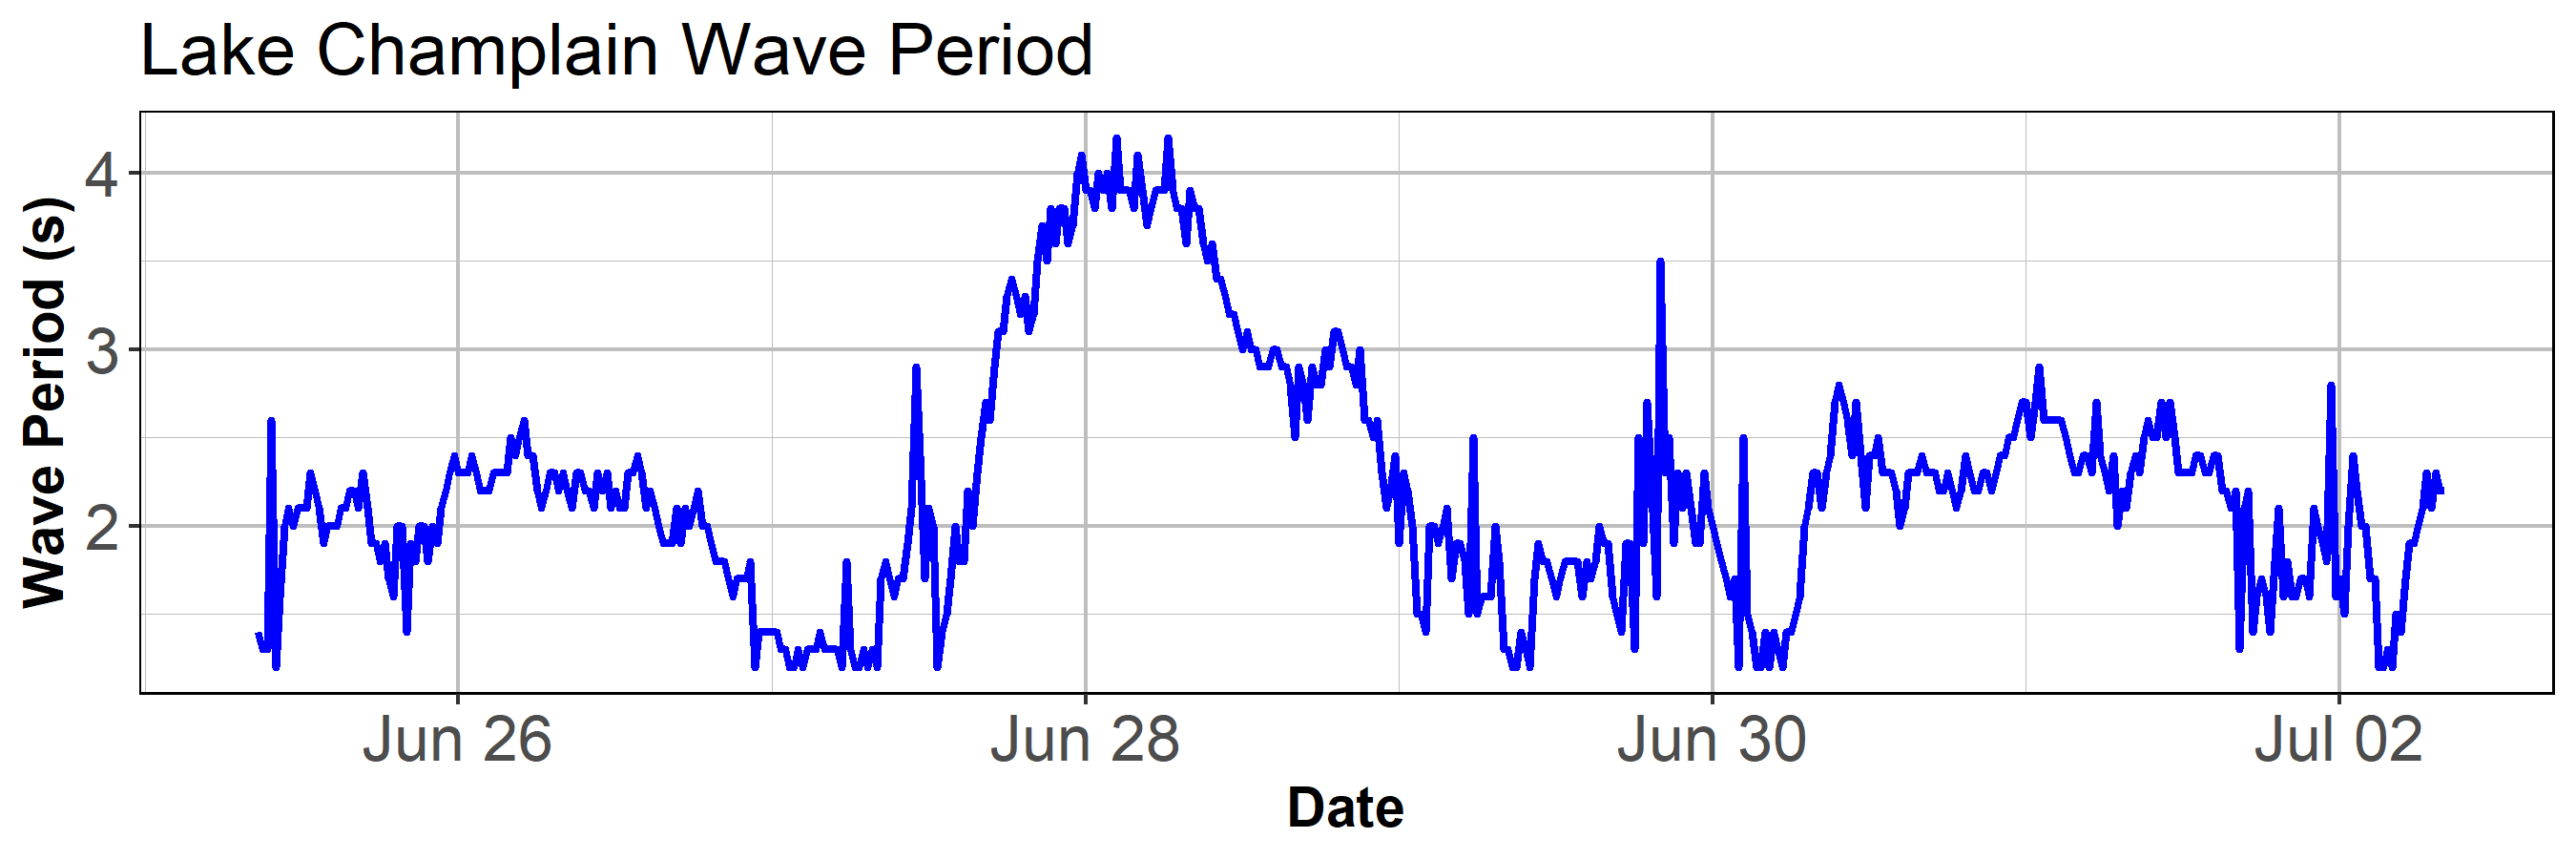 Lake Champlain Wave Period
Wave Period (s)
4
3
2
Jun 26 Jun 28 Jun 30 Jul 02
Date